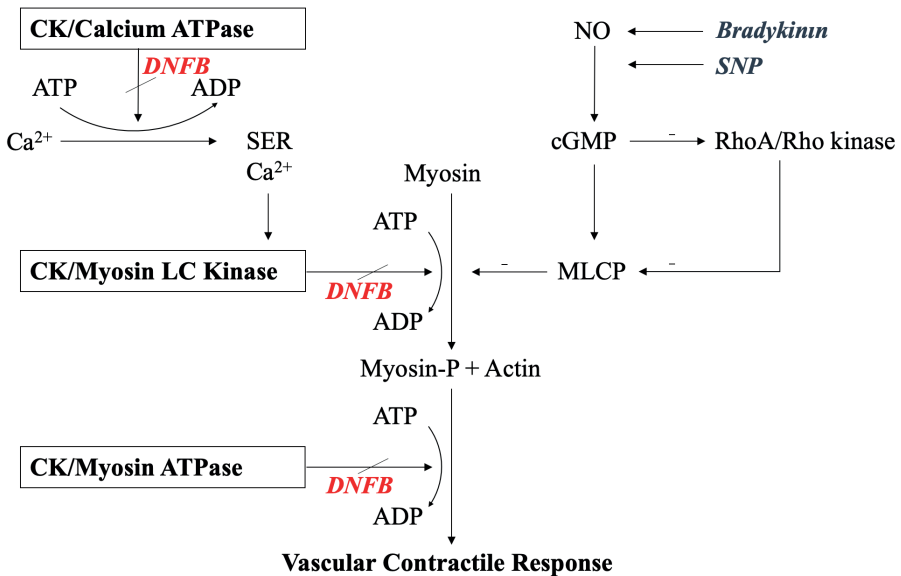 CK/Calcium ATPase
NO
Bradykinin
DNFB
SNP
ATP
ADP
Ca²⁺
SER
cGMP
-
RhoA/Rho kinase
Ca²⁺
Myosin
ATP
CK/Myosin LC Kinase
-
MLCP
-
DNFB
ADP
Myosin-P + Actin
ATP
CK/Myosin ATPase
DNFB
ADP
Vascular Contractile Response